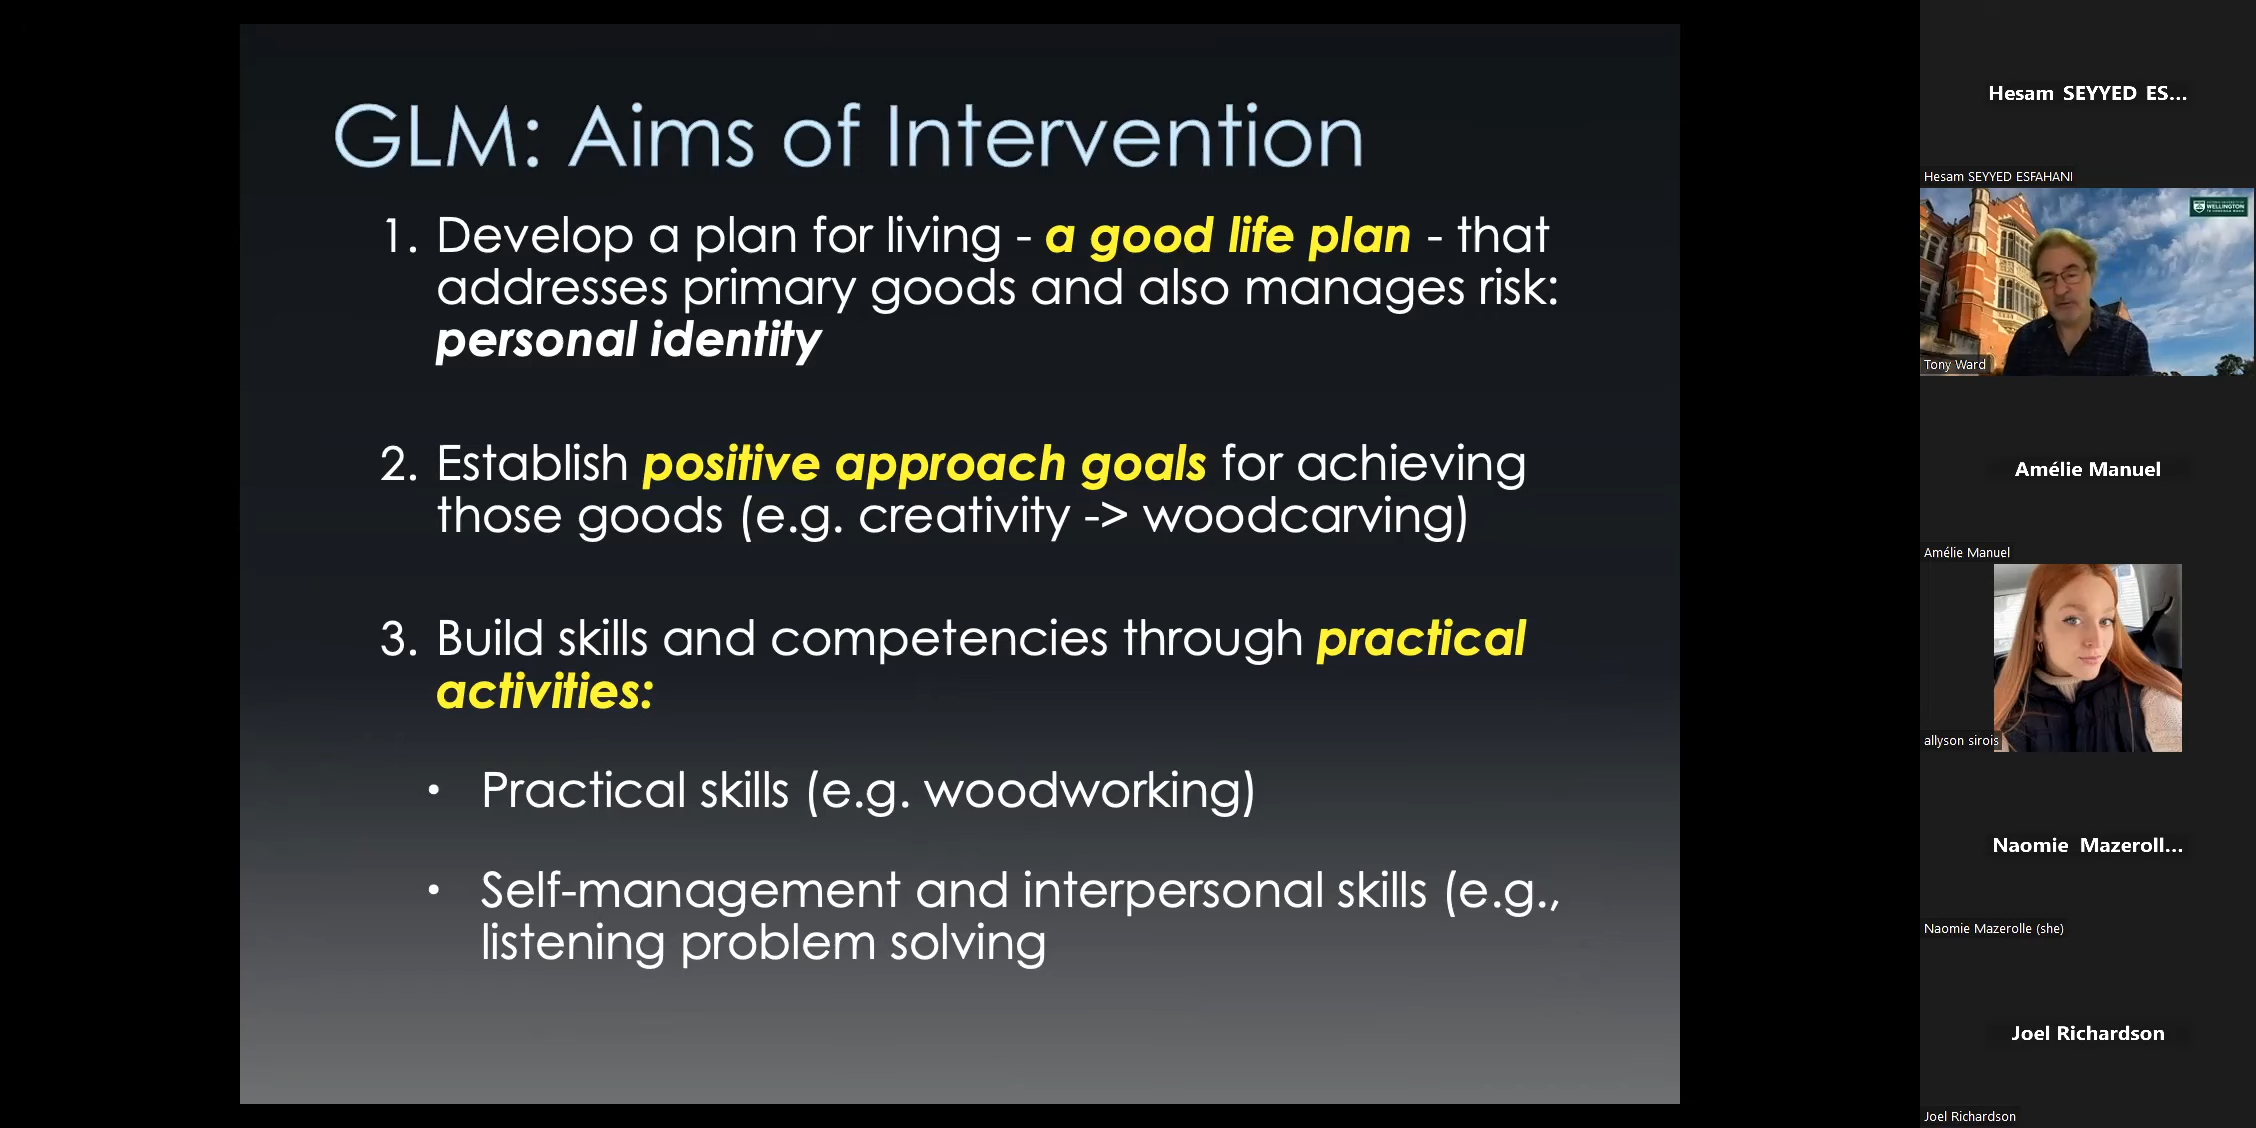 GLM: Aims of Intervention
1. Develop a plan for living - a good life plan - that
addresses primary goods and also manages risk:
personal identity
2. Establish positive approach goals for achieving
those goods (e.g. creativity -> woodcarving)
3. Build skills and competencies through practical
activities:
• Practical skills (e.g. woodworking)
• Self-management and interpersonal skills (e.g.,
listening problem solving
Hesam SEYYED ES...
Hesam SEYYED ESFAHANI
WELLINGTON
Tony Ward
Amélie Manuel
Amélie Manuel
allyson sirois
Naomie Mazeroll...
Naomie Mazerolle (she)
Joel Richardson
Joel Richardson